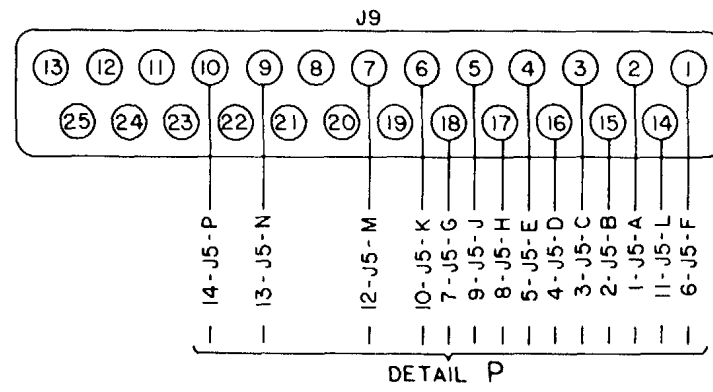 J9
13 12 11 10 9 8 7 6 5 4 3 2 1
25 24 23 22 21 20 19 18 17 16 15 14
14-J5-P
13-J5-N
12-J5-M
10-J5-K
7-J5-G
9-J5-J
8-J5-H
5-J5-E
4-J5-D
3-J5-C
2-J5-B
1-J5-A
11-J5-L
6-J5-F
DETAIL P